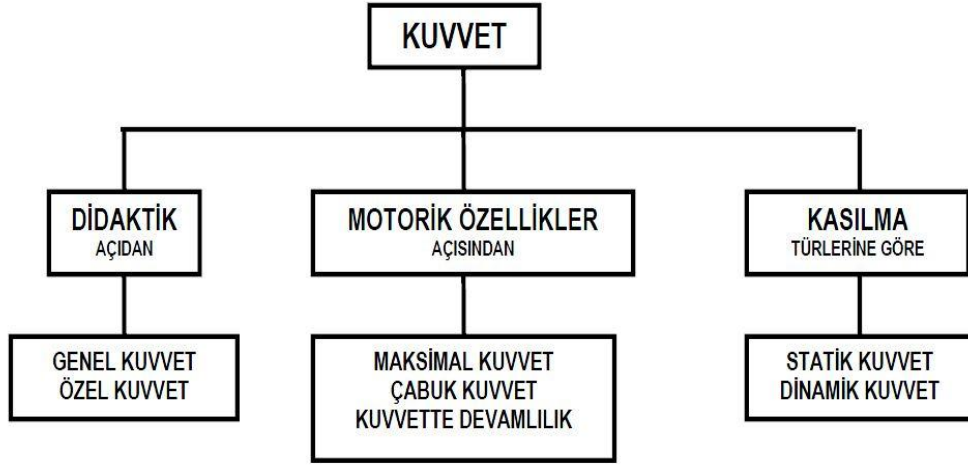 KUVVET
DİDAKTİK
AÇIDAN
MOTORİK ÖZELLİKLER
AÇISINDAN
KASILMA
TÜRLERİNE GÖRE
GENEL KUVVET
ÖZEL KUVVET
MAKSİMAL KUVVET
ÇABUK KUVVET
KUVVETTE DEVAMLILIK
STATİK KUVVET
DİNAMİK KUVVET